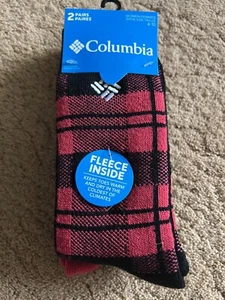 2 PAIRS
PAIRES
Columbia
FLEECE
INSIDE
KEEPS TOES WARM
AND DRY IN THE
COLDEST OF
CLIMATES